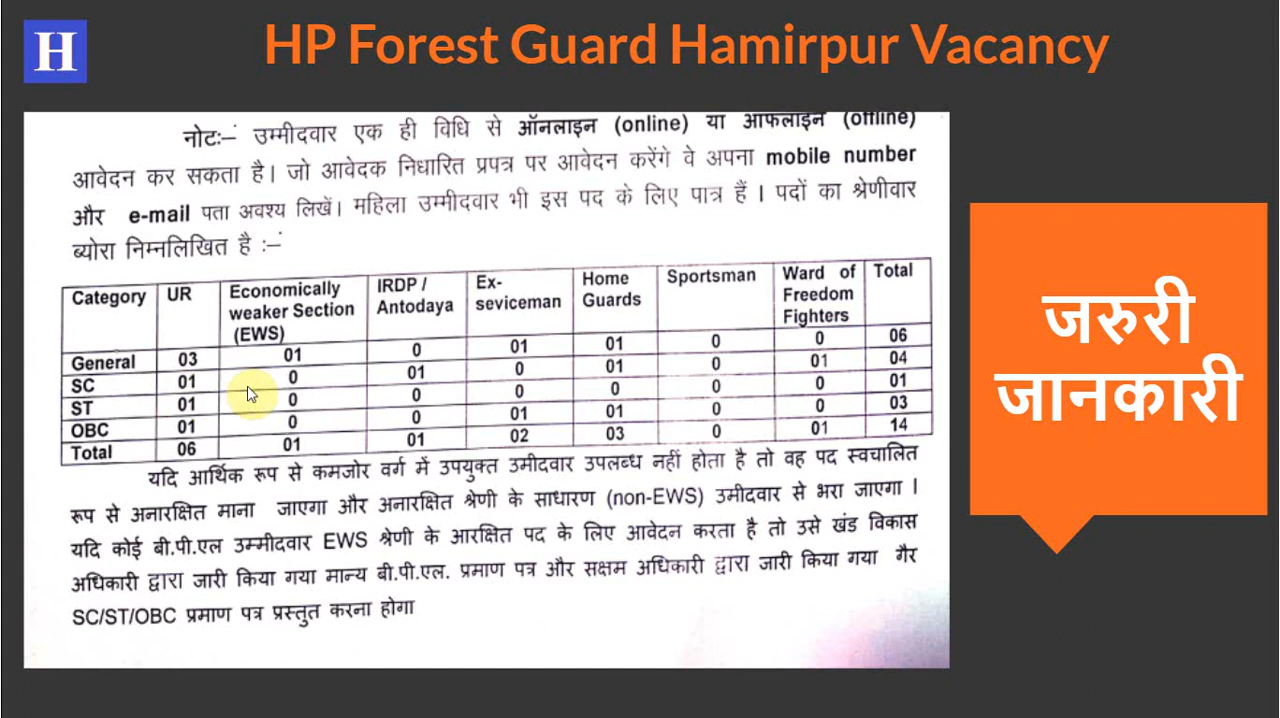 H
HP Forest Guard Hamirpur Vacancy
नोटः– उम्मीदवार एक ही विधि से ऑनलाइन (online) या ऑफलाइन (offline)
आवेदन कर सकता है। जो आवेदक निधारित प्रपत्र पर आवेदन करेंगे वे अपना mobile number
और e-mail पता अवश्य लिखें। महिला उम्मीदवार भी इस पद के लिए पात्र हैं । पदों का श्रेणीवार
ब्योरा निम्नलिखित है :–
Category UR Economically weaker Section (EWS) IRDP / Antodaya Ex-seviceman Home Guards Sportsman Ward of Freedom Fighters Total
General 03 01 0 01 01 0 0 06
SC 01 0 01 0 01 0 01 04
ST 01 0 0 0 0 0 0 01
OBC 01 0 0 01 01 0 0 03
Total 06 01 01 02 03 0 01 14
यदि आर्थिक रूप से कमजोर वर्ग में उपयुक्त उमीदवार उपलब्ध नहीं होता है तो वह पद स्वचालित
रूप से अनारक्षित माना जाएगा और अनारक्षित श्रेणी के साधारण (non-EWS) उमीदवार से भरा जाएगा ।
यदि कोई बी.पी.एल उम्मीदवार EWS श्रेणी के आरक्षित पद के लिए आवेदन करता है तो उसे खंड विकास
अधिकारी द्वारा जारी किया गया मान्य बी.पी.एल. प्रमाण पत्र और सक्षम अधिकारी द्वारा जारी किया गया गैर
SC/ST/OBC प्रमाण पत्र प्रस्तुत करना होगा
जरुरी
जानकारी